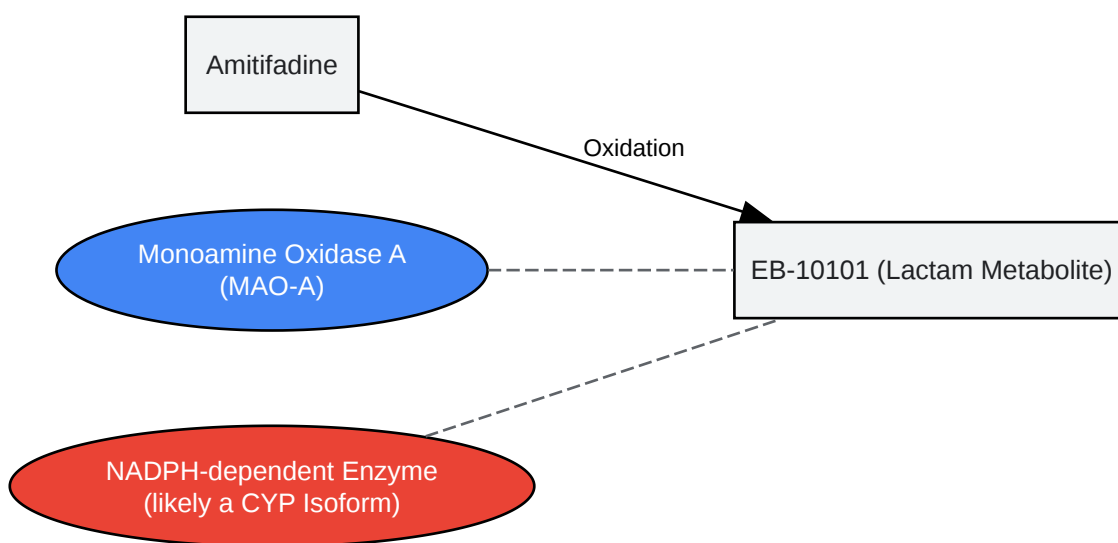 Amitifadine
Oxidation
Monoamine Oxidase A
(MAO-A)
EB-10101 (Lactam Metabolite)
NADPH-dependent Enzyme
(likely a CYP Isoform)